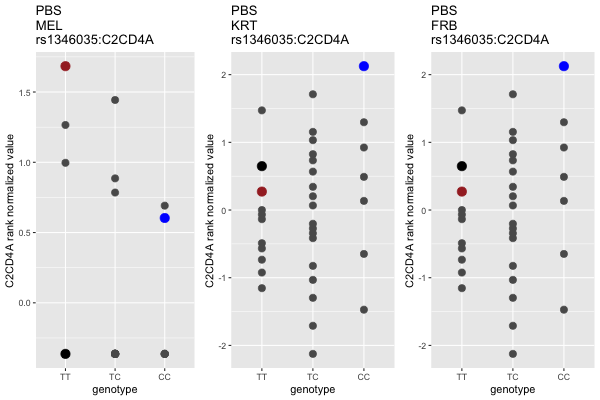 PBS
MEL
rs1346035:C2CD4A
C2CD4A rank normalized value
1.5
1.0
0.5
0.0
TT
TC
CC
genotype
PBS
KRT
rs1346035:C2CD4A
C2CD4A rank normalized value
2
1
0
-1
-2
TT
TC
CC
genotype
PBS
FRB
rs1346035:C2CD4A
C2CD4A rank normalized value
2
1
0
-1
-2
TT
TC
CC
genotype